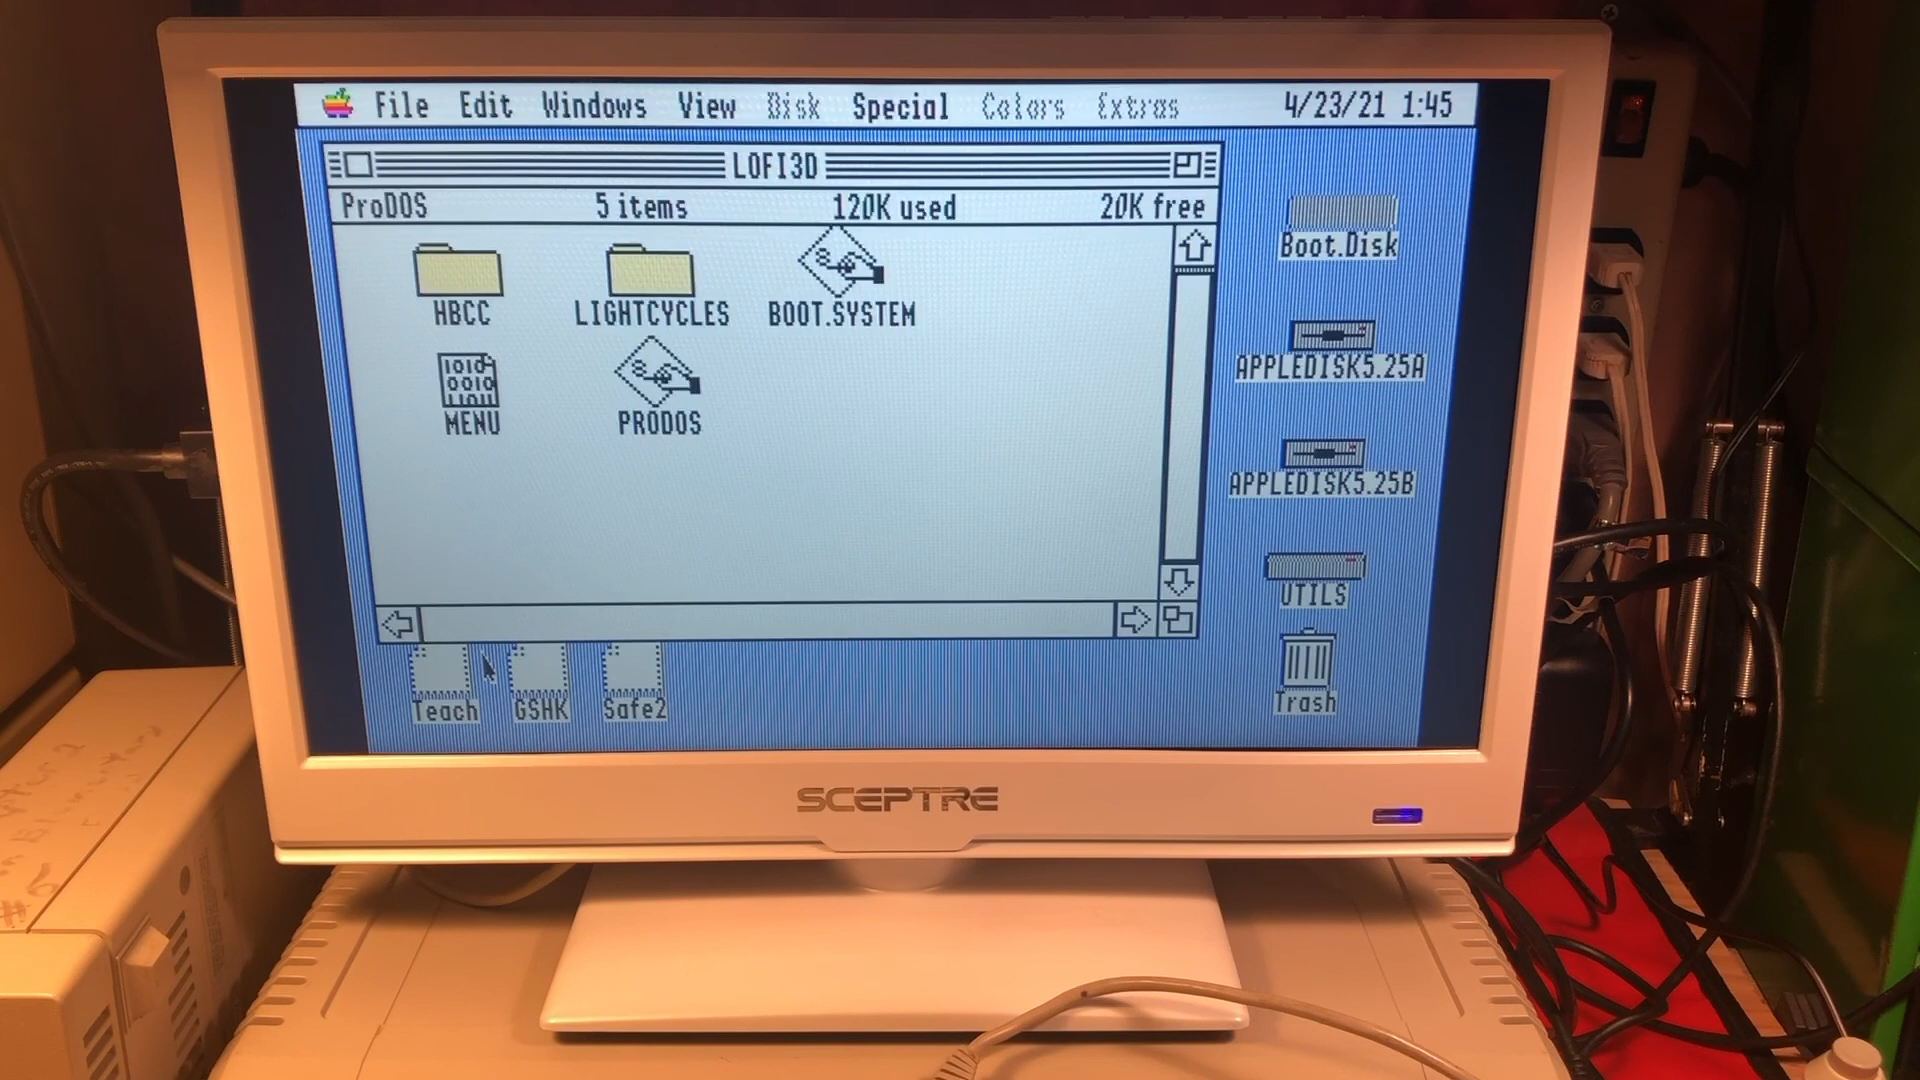 File Edit Windows View Disk Special Colors Extras 4/23/21 1:45
LOFI3D
ProDOS 5 items 120K used 20K free
HBCC LIGHTCYCLES BOOT.SYSTEM
MENU PRODOS
Boot.Disk
APPLEDISK5.25A
APPLEDISK5.25B
UTILS
Trash
Teach GSHK Safe2
SCEPTRE